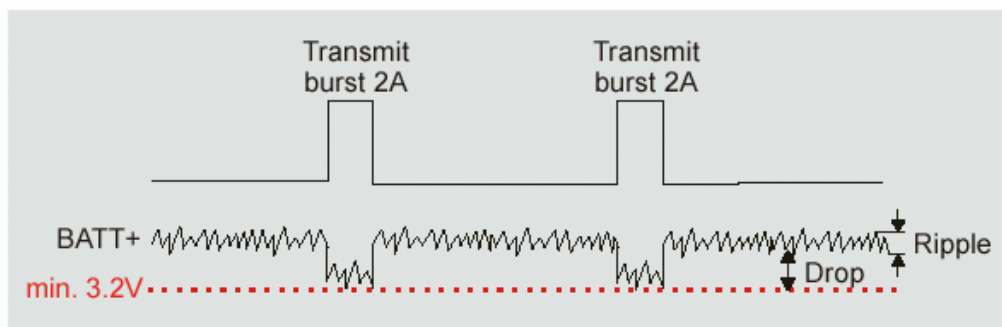 Transmit
burst 2A
Transmit
burst 2A
BATT+
Ripple
Drop
min. 3.2V